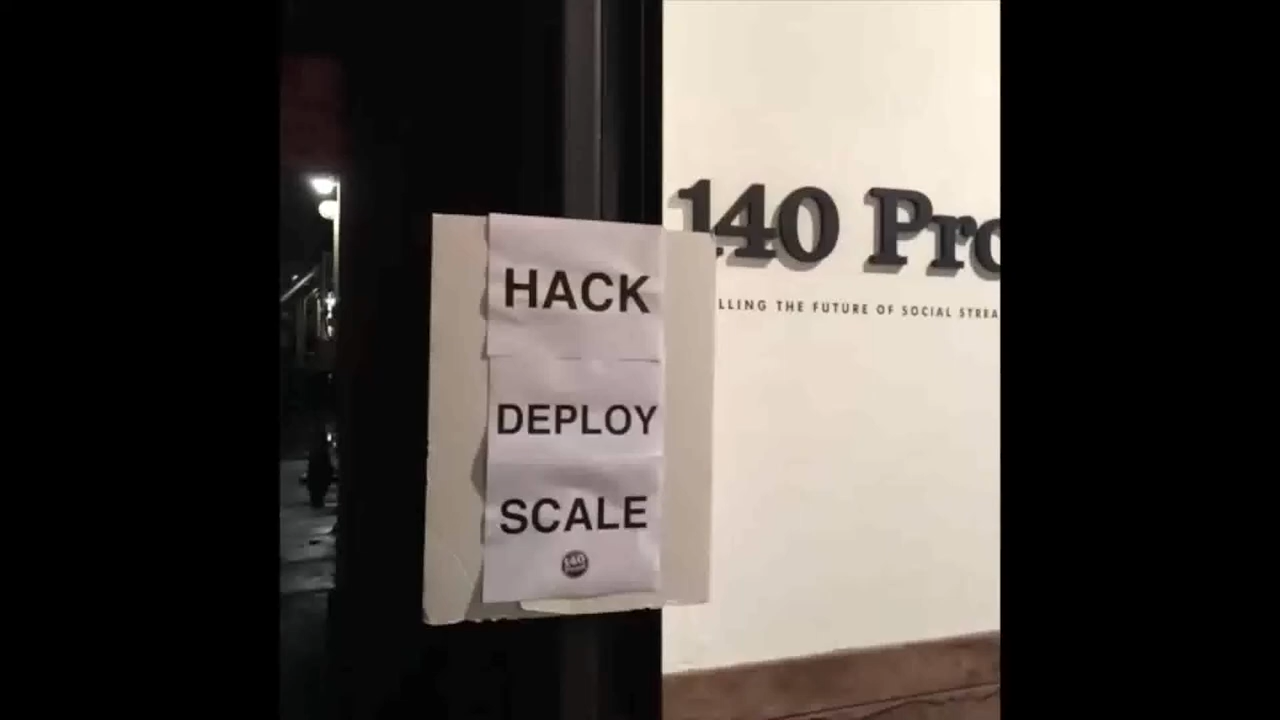 HACK
DEPLOY
SCALE
140
140 Pro
LLING THE FUTURE OF SOCIAL STREA